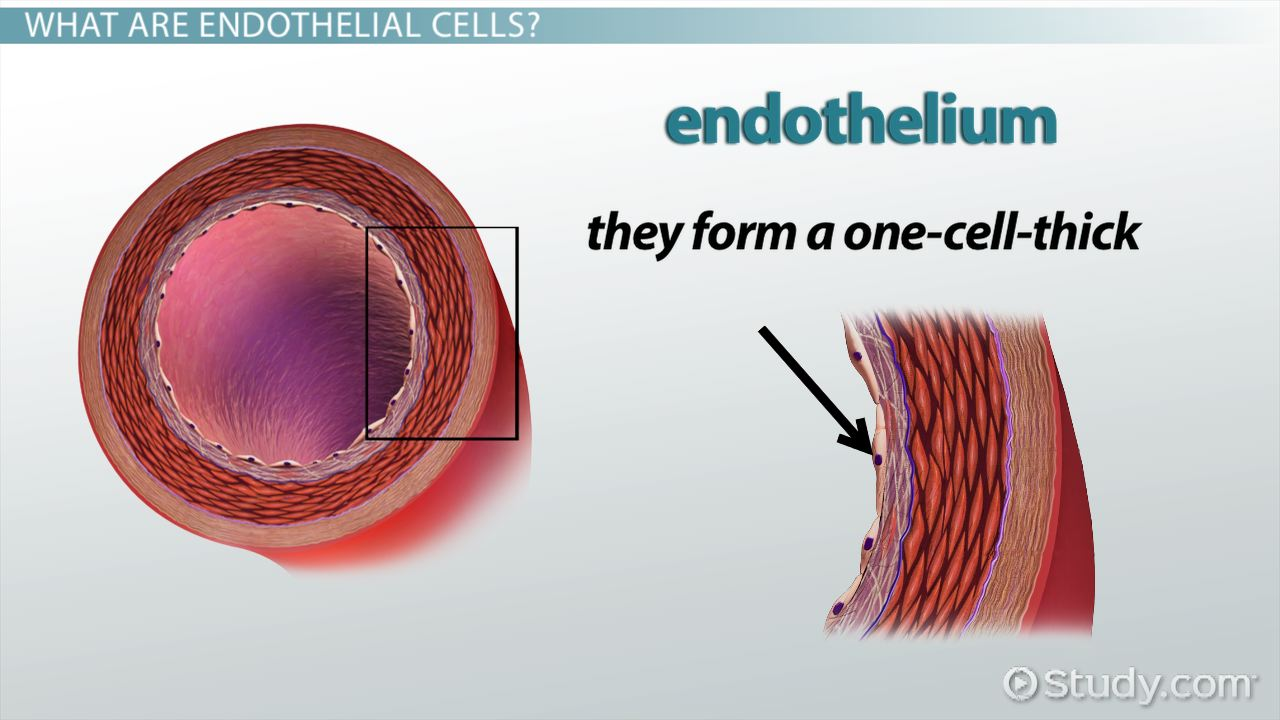 WHAT ARE ENDOTHELIAL CELLS?
endothelium
they form a one-cell-thick
Study.com